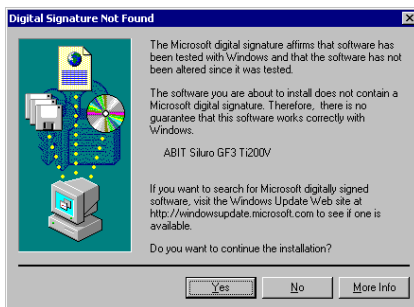 Digital Signature Not Found
The Microsoft digital signature affirms that software has
been tested with Windows and that the software has not
been altered since it was tested.
The software you are about to install does not contain a
Microsoft digital signature. Therefore, there is no
guarantee that this software works correctly with
Windows.
ABIT Siluro GF3 Ti200V
If you want to search for Microsoft digitally signed
software, visit the Windows Update Web site at
http://windowsupdate.microsoft.com to see if one is
available.
Do you want to continue the installation?
Yes No More Info